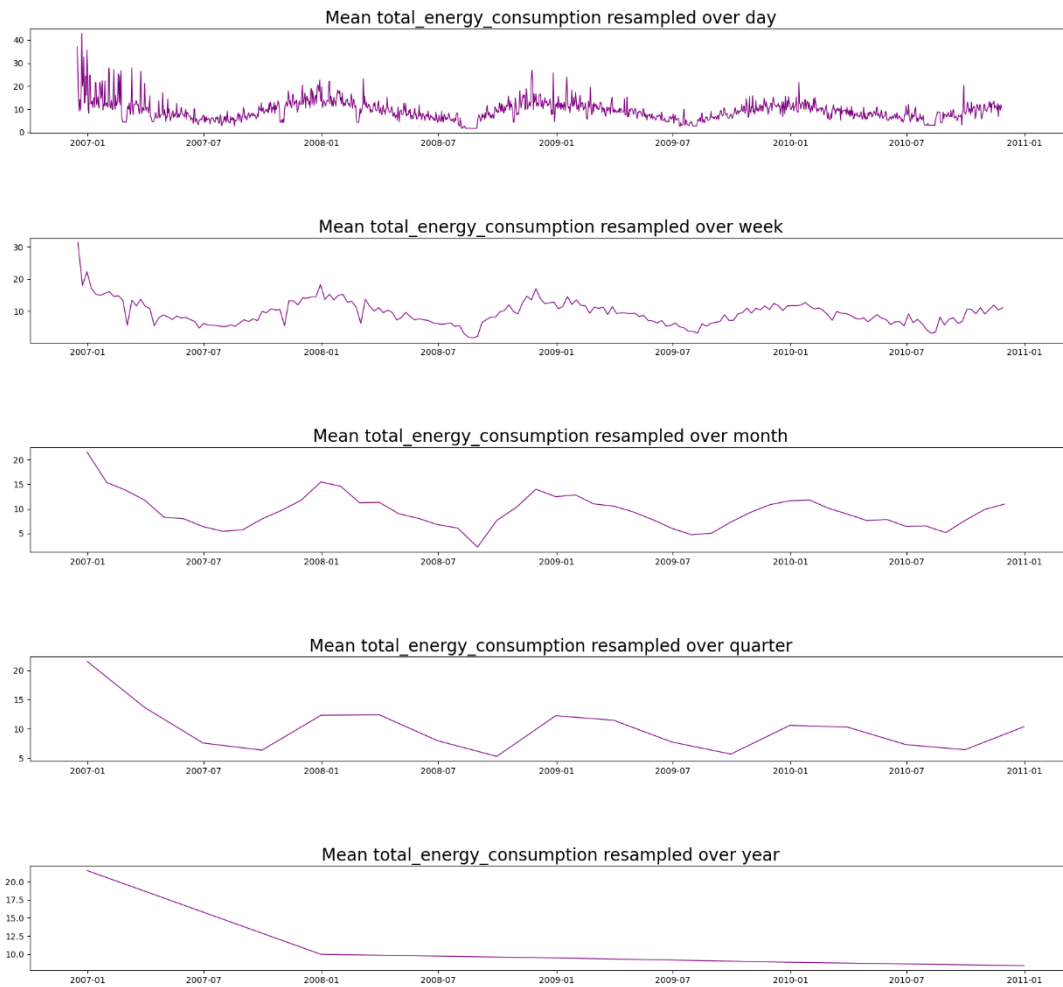 Mean total_energy_consumption resampled over day
40
30
20
10
0
2007-01 2007-07 2008-01 2008-07 2009-01 2009-07 2010-01 2010-07 2011-01
Mean total_energy_consumption resampled over week
30
20
10
2007-01 2007-07 2008-01 2008-07 2009-01 2009-07 2010-01 2010-07 2011-01
Mean total_energy_consumption resampled over month
20
15
10
5
2007-01 2007-07 2008-01 2008-07 2009-01 2009-07 2010-01 2010-07 2011-01
Mean total_energy_consumption resampled over quarter
20
15
10
5
2007-01 2007-07 2008-01 2008-07 2009-01 2009-07 2010-01 2010-07 2011-01
Mean total_energy_consumption resampled over year
20.0
17.5
15.0
12.5
10.0
2007-01 2007-07 2008-01 2008-07 2009-01 2009-07 2010-01 2010-07 2011-01